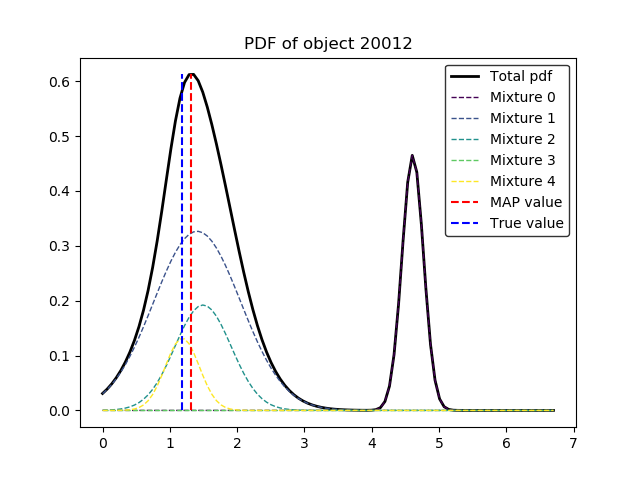 PDF of object 20012
Total pdf
Mixture 0
Mixture 1
Mixture 2
Mixture 3
Mixture 4
MAP value
True value
0.6
0.5
0.4
0.3
0.2
0.1
0.0
0 1 2 3 4 5 6 7